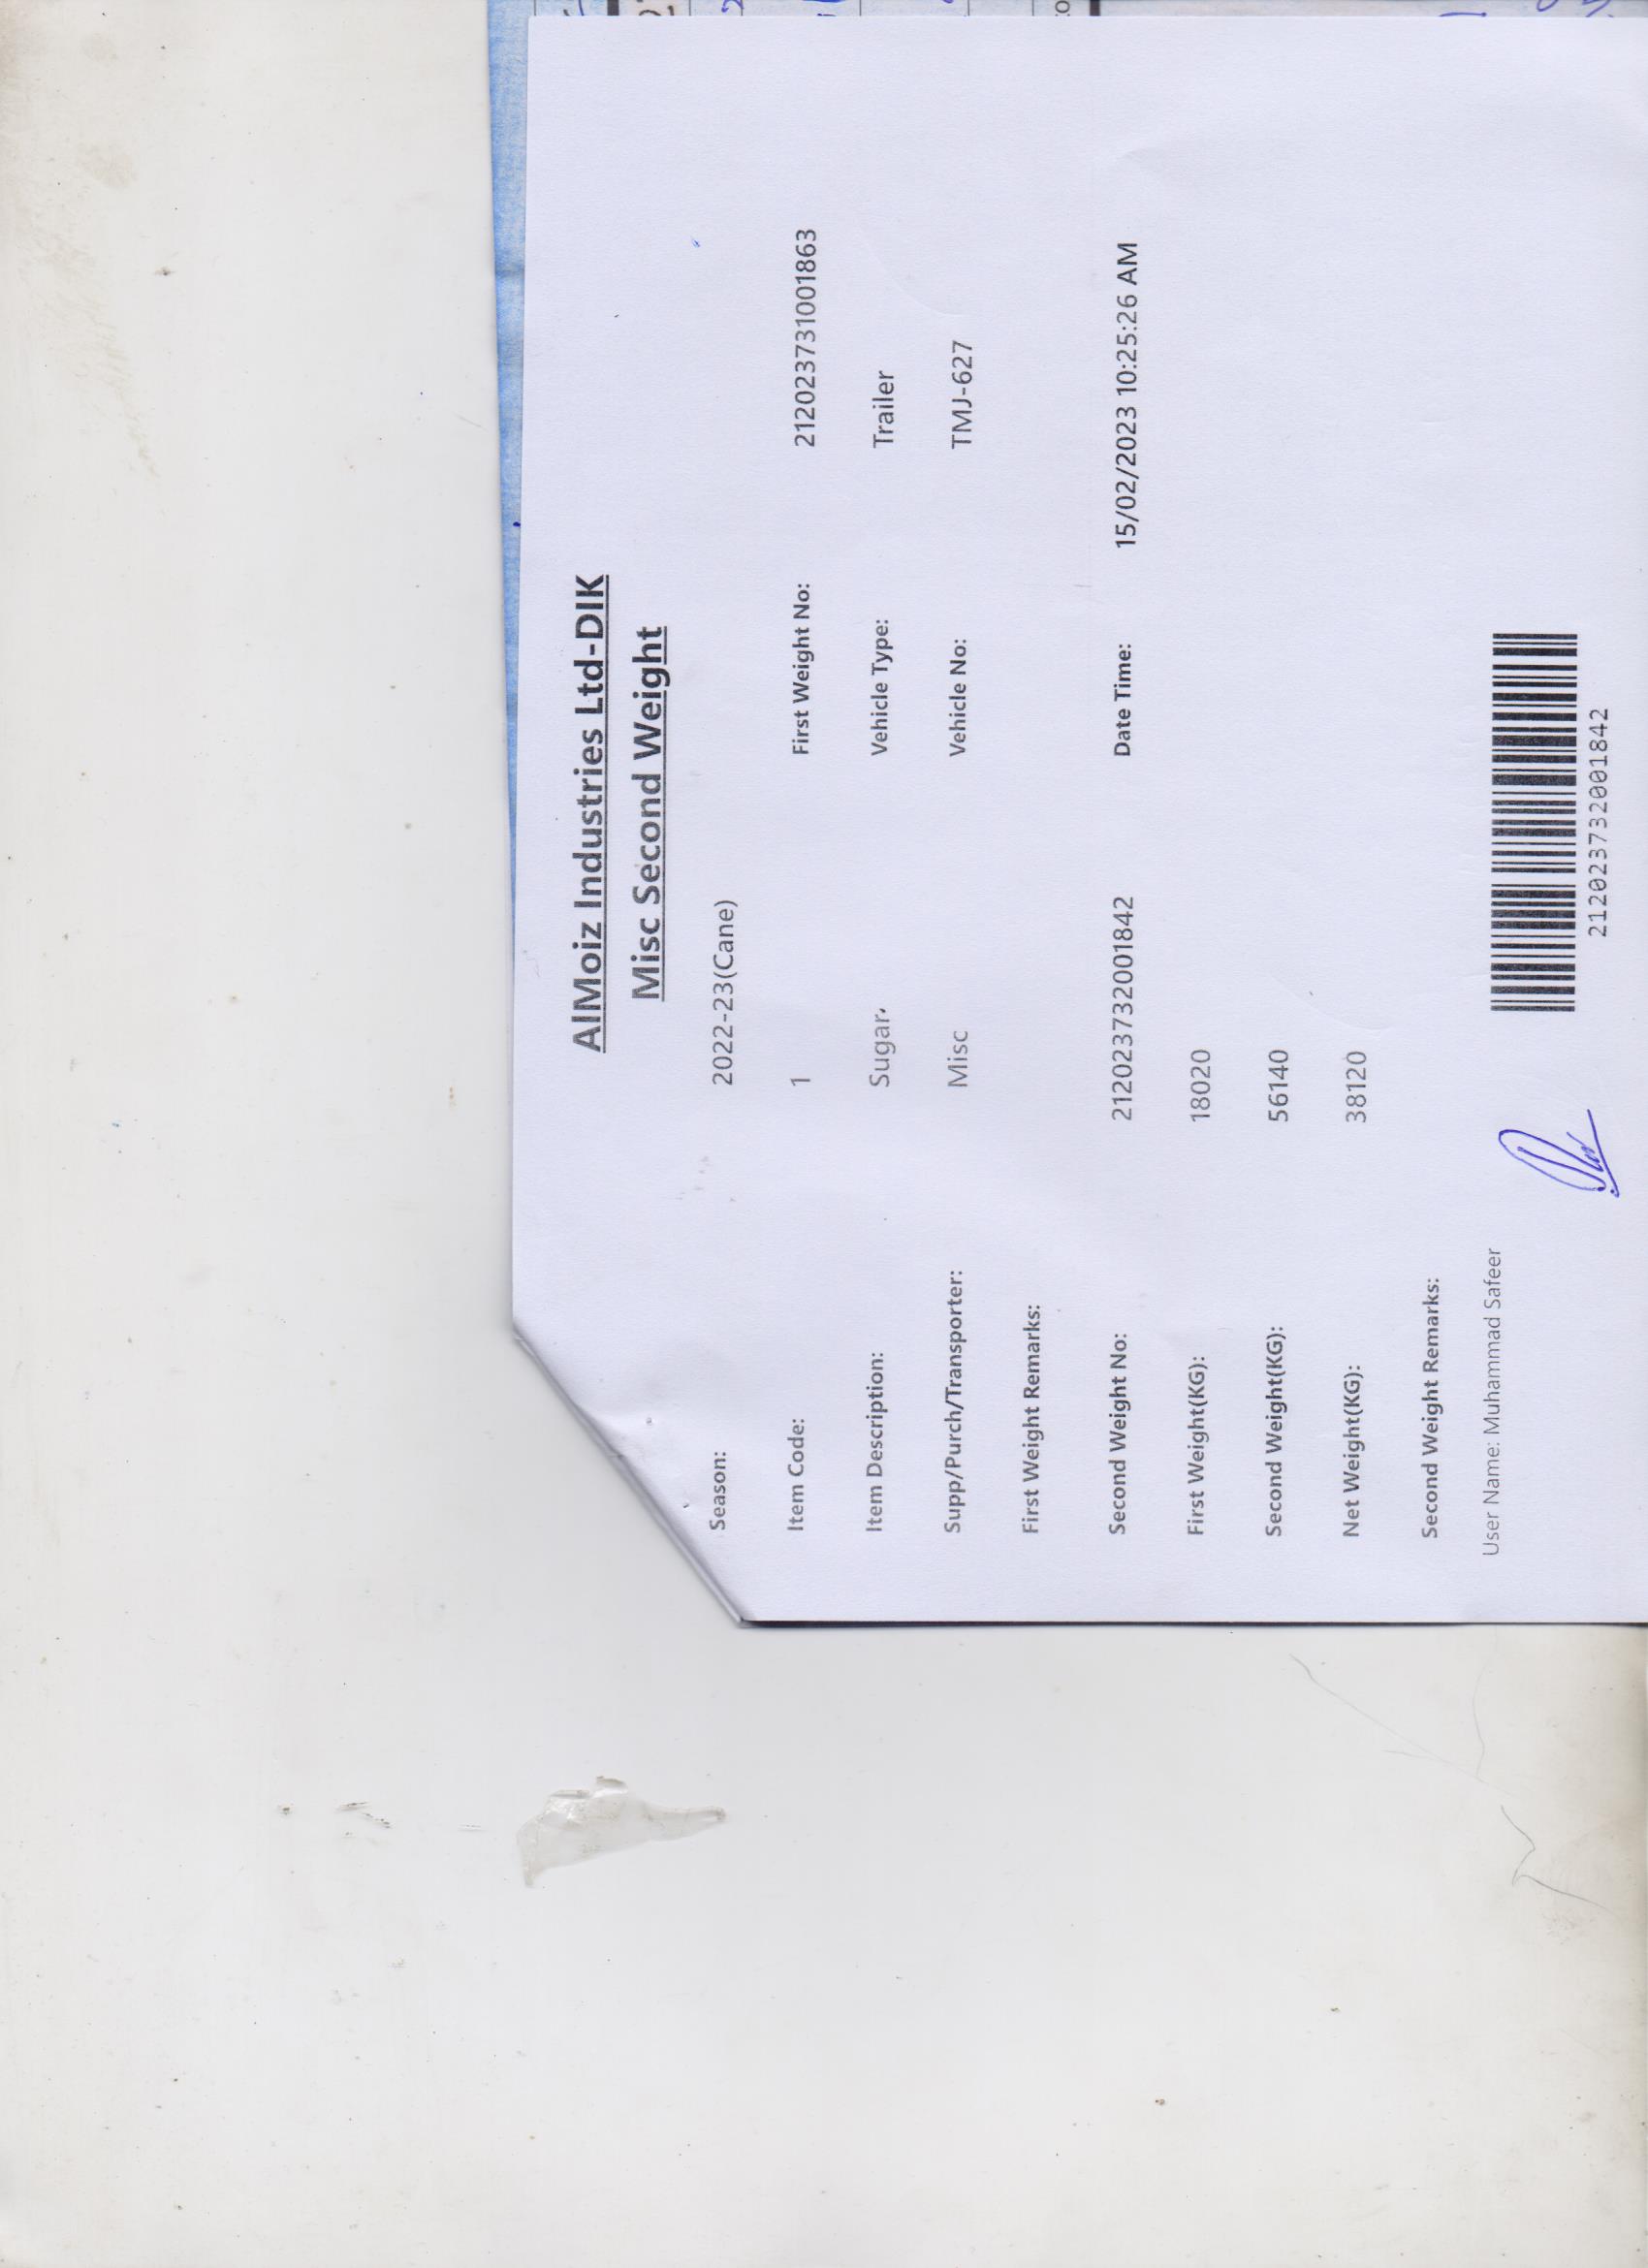 AlMoiz Industries Ltd-DIK
Misc Second Weight
Season: 2022-23(Cane)
Item Code: 1 First Weight No: 212023731001863
Item Description: Sugar. Vehicle Type: Trailer
Supp/Purch/Transporter: Misc Vehicle No: TMJ-627
First Weight Remarks:
Second Weight No: 212023732001842 Date Time: 15/02/2023 10:25:26 AM
First Weight(KG): 18020
Second Weight(KG): 56140
Net Weight(KG): 38120
Second Weight Remarks:
User Name: Muhammad Safeer
212023732001842